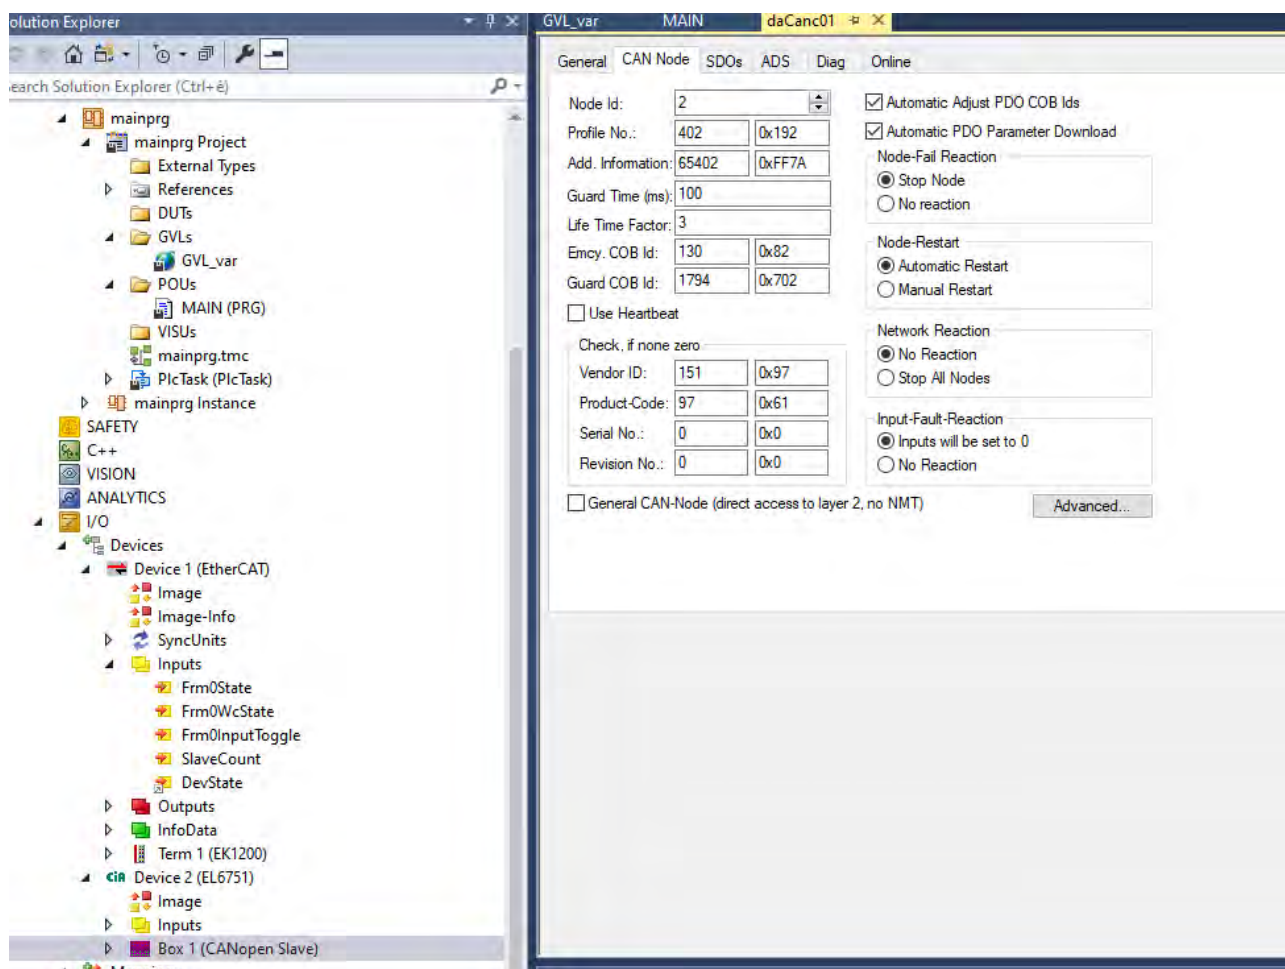 olution Explorer
earch Solution Explorer (Ctrl+è)
mainprg
mainprg Project
External Types
References
DUTs
GVLs
GVL_var
POUs
MAIN (PRG)
VISUs
mainprg.tmc
PlcTask (PlcTask)
mainprg Instance
SAFETY
C++
VISION
ANALYTICS
I/O
Devices
Device 1 (EtherCAT)
Image
Image-Info
SyncUnits
Inputs
Frm0State
Frm0WcState
Frm0InputToggle
SlaveCount
DevState
Outputs
InfoData
Term 1 (EK1200)
CiA Device 2 (EL6751)
Image
Inputs
Box 1 (CANopen Slave)
GVL_var MAIN daCanc01
General CAN Node SDOs ADS Diag Online
Node Id: 2
Profile No.: 402 0x192
Add. Information: 65402 0xFF7A
Guard Time (ms): 100
Life Time Factor: 3
Emcy. COB Id: 130 0x82
Guard COB Id: 1794 0x702
Use Heartbeat
Check, if none zero
Vendor ID: 151 0x97
Product-Code: 97 0x61
Serial No.: 0 0x0
Revision No.: 0 0x0
General CAN-Node (direct access to layer 2, no NMT)
Automatic Adjust PDO COB Ids
Automatic PDO Parameter Download
Node-Fail Reaction
Stop Node
No reaction
Node-Restart
Automatic Restart
Manual Restart
Network Reaction
No Reaction
Stop All Nodes
Input-Fault-Reaction
Inputs will be set to 0
No Reaction
Advanced...